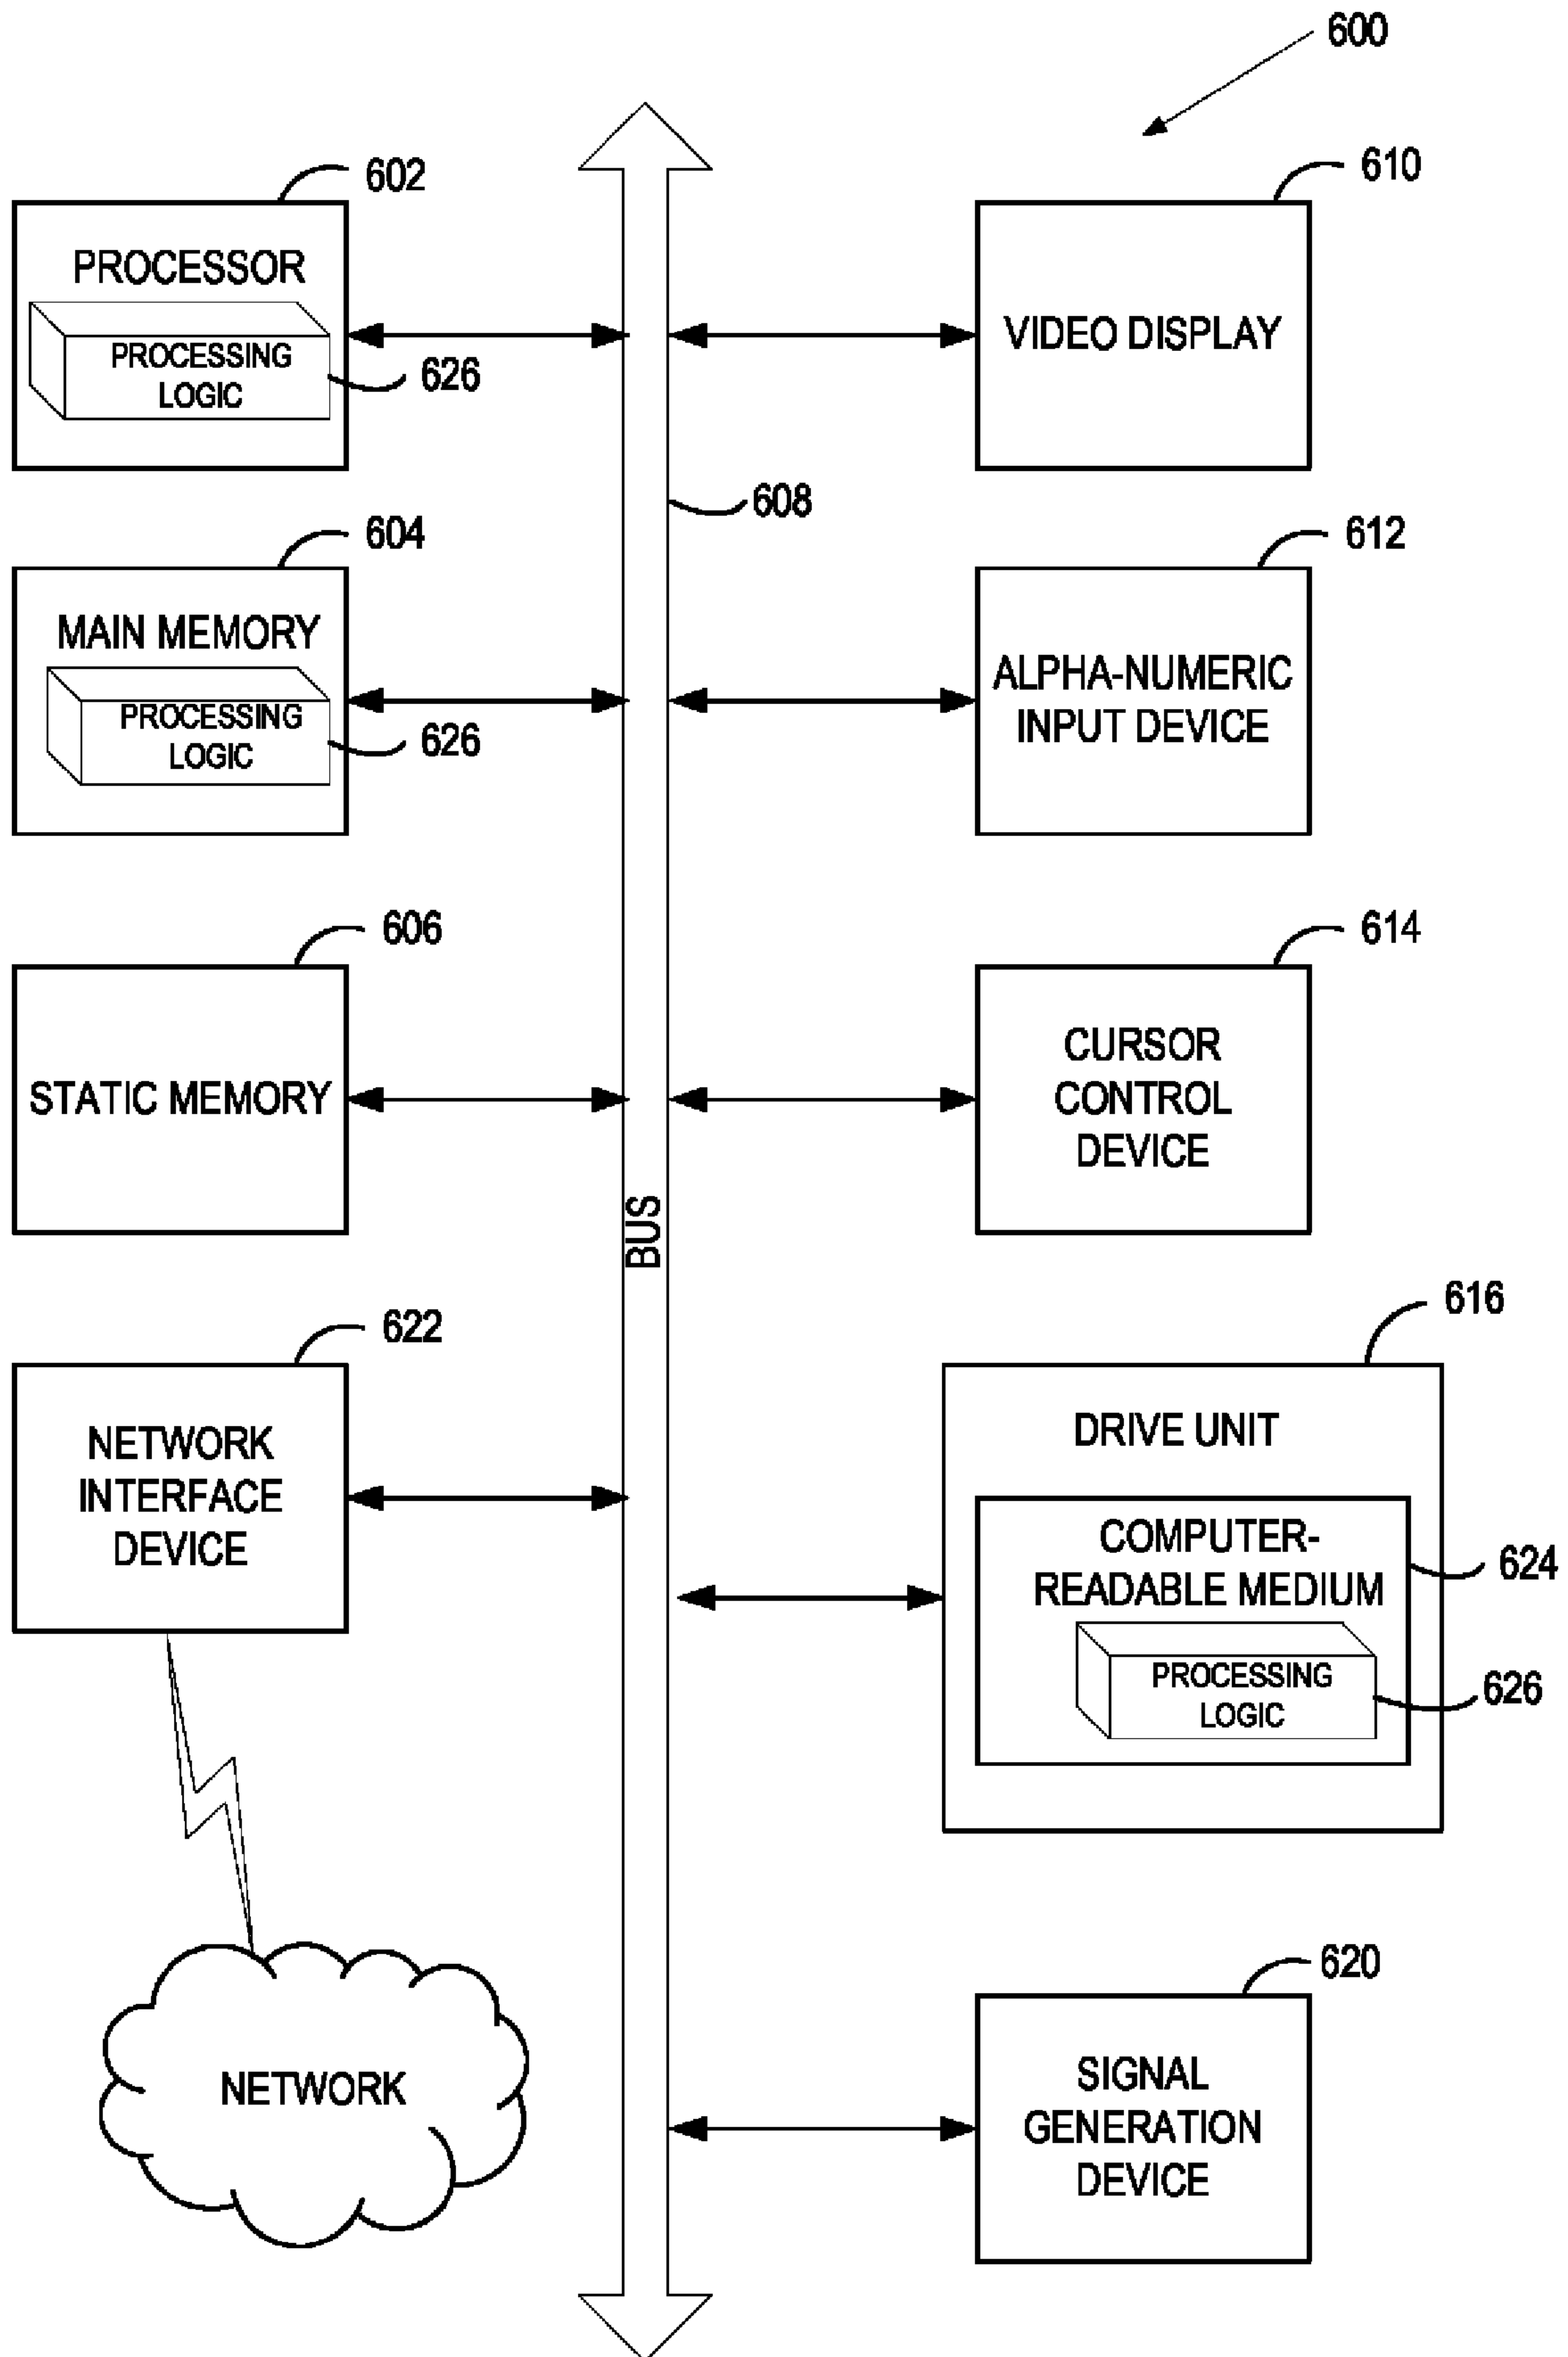 600
602
PROCESSOR
PROCESSING
LOGIC
626
610
VIDEO DISPLAY
608
604
MAIN MEMORY
PROCESSING
LOGIC
626
612
ALPHA-NUMERIC
INPUT DEVICE
606
STATIC MEMORY
614
CURSOR
CONTROL
DEVICE
BUS
622
NETWORK
INTERFACE
DEVICE
616
DRIVE UNIT
COMPUTER-
READABLE MEDIUM
624
PROCESSING
LOGIC
626
NETWORK
620
SIGNAL
GENERATION
DEVICE